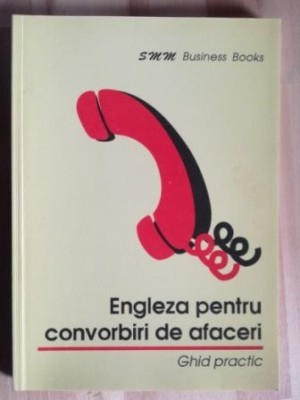 SMM Business Books
Engleza pentru
convorbiri de afaceri
Ghid practic